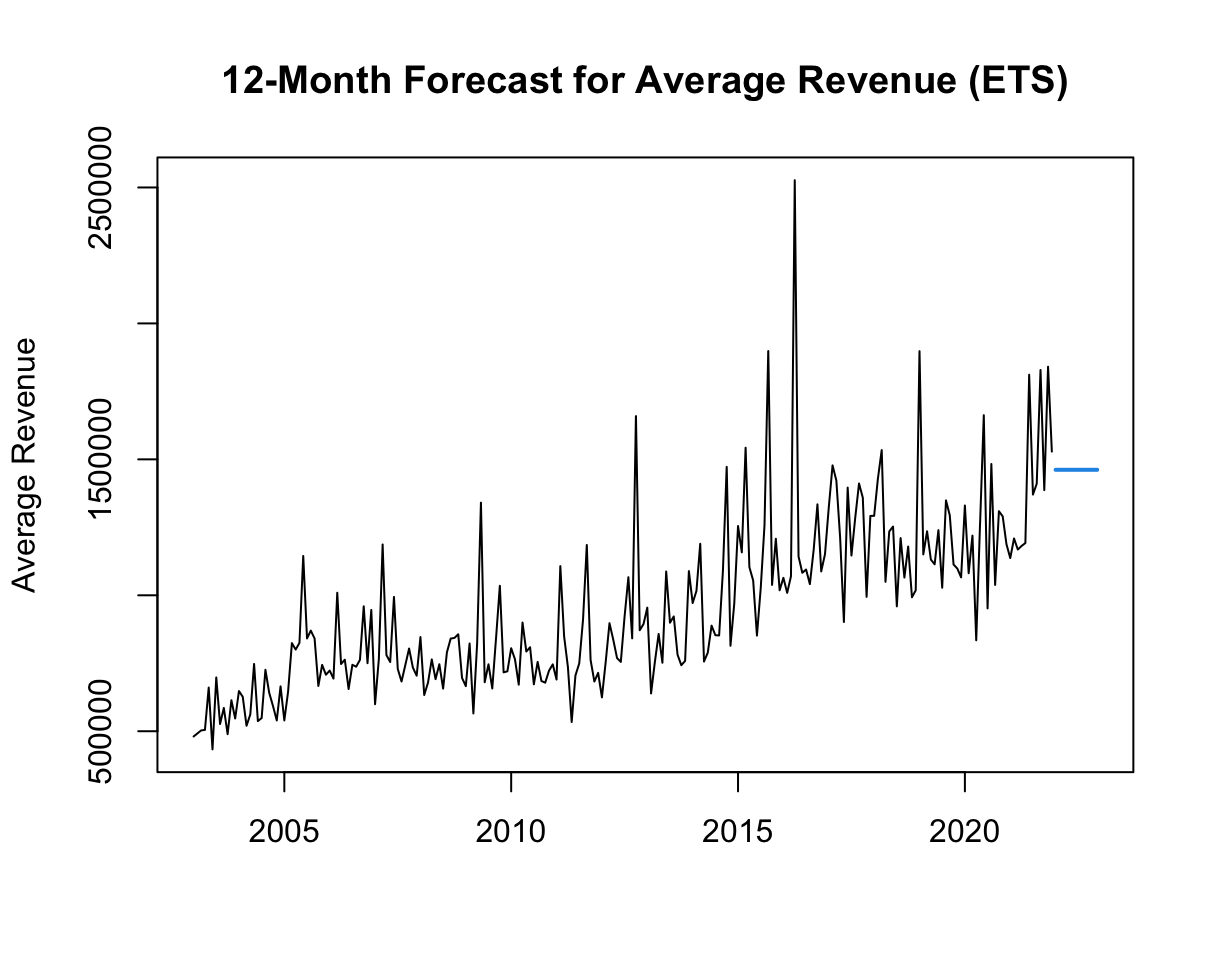 12-Month Forecast for Average Revenue (ETS)
Average Revenue
2500000
1500000
500000
2005 2010 2015 2020